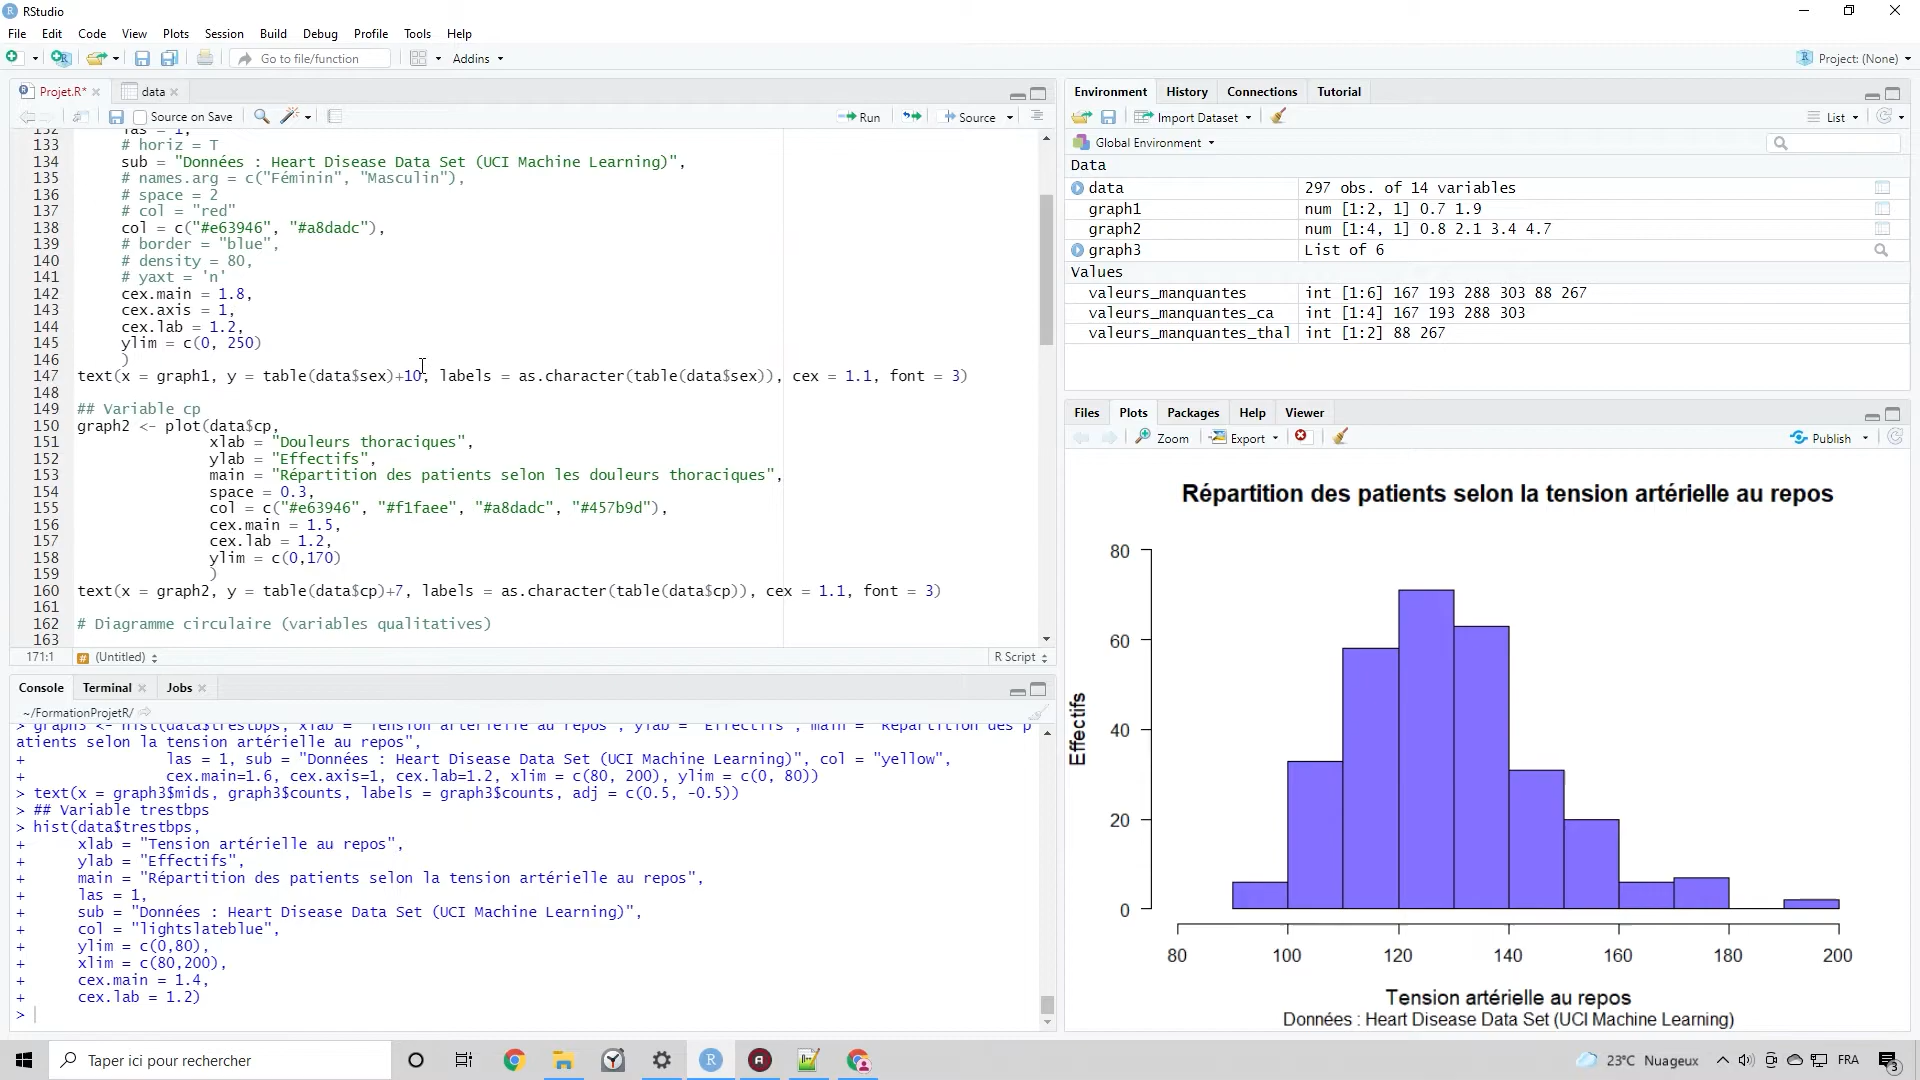 RStudio
File Edit Code View Plots Session Build Debug Profile Tools Help
Go to file/function Addins Project: (None)
Projet.R* data
Source on Save Run Source
132 las = 1,
133 # horiz = T
134 sub = "Données : Heart Disease Data Set (UCI Machine Learning)",
135 # names.arg = c("Féminin", "Masculin"),
136 # space = 2
137 # col = "red"
138 col = c("#e63946", "#a8dadc"),
139 # border = "blue",
140 # density = 80,
141 # yaxt = 'n'
142 cex.main = 1.8,
143 cex.axis = 1,
144 cex.lab = 1.2,
145 ylim = c(0, 250)
146 )
147 text(x = graph1, y = table(data$sex)+10, labels = as.character(table(data$sex)), cex = 1.1, font = 3)
148
149 ## Variable cp
150 graph2 <- plot(data$cp,
151 xlab = "Douleurs thoraciques",
152 ylab = "Effectifs",
153 main = "Répartition des patients selon les douleurs thoraciques",
154 space = 0.3,
155 col = c("#e63946", "#f1faee", "#a8dadc", "#457b9d"),
156 cex.main = 1.5,
157 cex.lab = 1.2,
158 ylim = c(0,170)
159 )
160 text(x = graph2, y = table(data$cp)+7, labels = as.character(table(data$cp)), cex = 1.1, font = 3)
161
162 # Diagramme circulaire (variables qualitatives)
163
171:1 (Untitled) R Script
Console Terminal Jobs
~/FormationProjetR/
> graph3 <- hist(data$trestbps, xlab = "Tension artérielle au repos", ylab = "Effectifs", main = "Répartition des p
atients selon la tension artérielle au repos",
+ las = 1, sub = "Données : Heart Disease Data Set (UCI Machine Learning)", col = "yellow",
+ cex.main=1.6, cex.axis=1, cex.lab=1.2, xlim = c(80, 200), ylim = c(0, 80))
> text(x = graph3$mids, graph3$counts, labels = graph3$counts, adj = c(0.5, -0.5))
> ## Variable trestbps
> hist(data$trestbps,
+ xlab = "Tension artérielle au repos",
+ ylab = "Effectifs",
+ main = "Répartition des patients selon la tension artérielle au repos",
+ las = 1,
+ sub = "Données : Heart Disease Data Set (UCI Machine Learning)",
+ col = "lightslateblue",
+ ylim = c(0,80),
+ xlim = c(80,200),
+ cex.main = 1.4,
+ cex.lab = 1.2)
>
Environment History Connections Tutorial
Import Dataset List
Global Environment
Data
data 297 obs. of 14 variables
graph1 num [1:2, 1] 0.7 1.9
graph2 num [1:4, 1] 0.8 2.1 3.4 4.7
graph3 List of 6
Values
valeurs_manquantes int [1:6] 167 193 288 303 88 267
valeurs_manquantes_ca int [1:4] 167 193 288 303
valeurs_manquantes_thal int [1:2] 88 267
Files Plots Packages Help Viewer
Zoom Export Publish
Répartition des patients selon la tension artérielle au repos
80
60
40
20
0
Effectifs
80 100 120 140 160 180 200
Tension artérielle au repos
Données : Heart Disease Data Set (UCI Machine Learning)
Taper ici pour rechercher 23°C Nuageux FRA 3